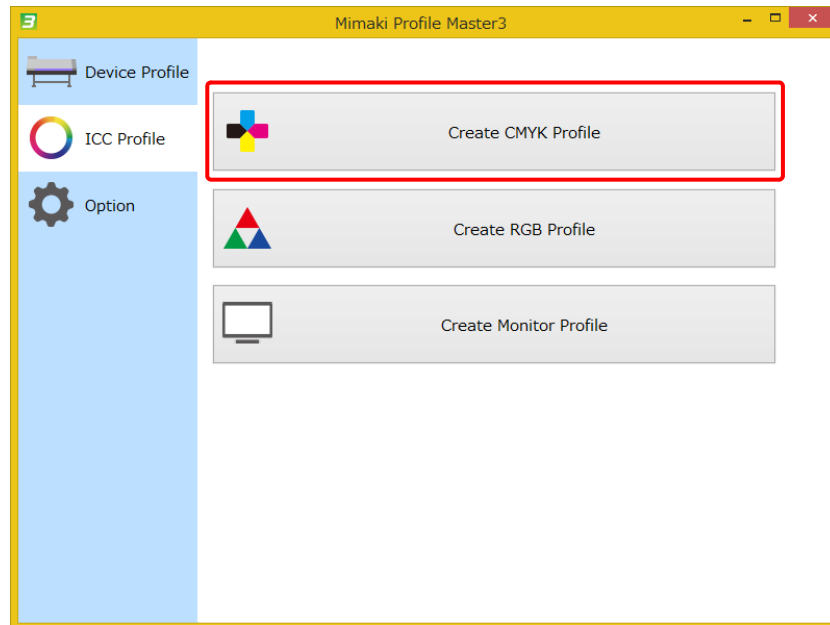 Mimaki Profile Master3
Device Profile
ICC Profile
Option
Create CMYK Profile
Create RGB Profile
Create Monitor Profile